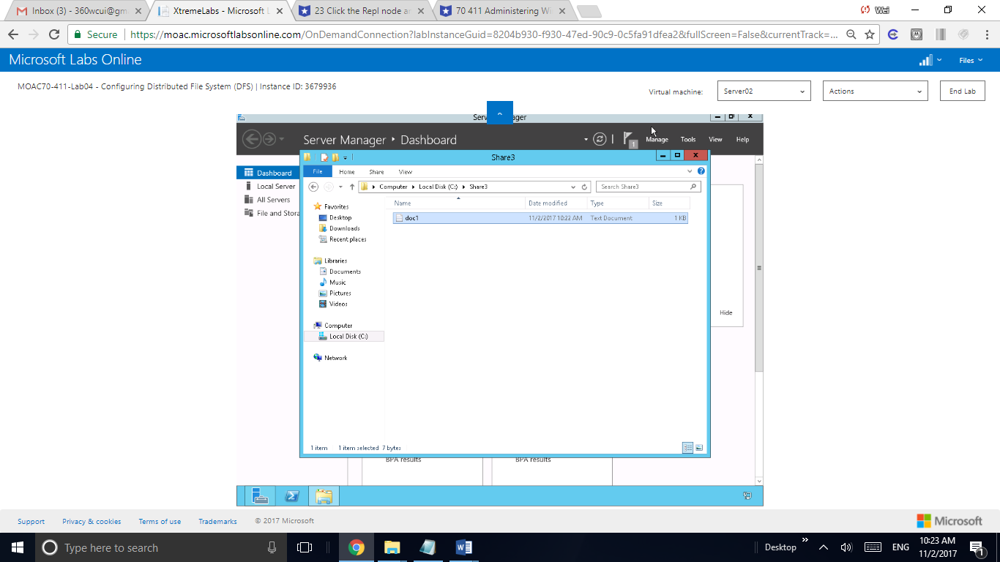 Inbox (3) - 360wcui@gm
XtremeLabs - Microsoft L
23 Click the Repl node a
70 411 Administering Wi
Wei
Secure
https://moac.microsoftlabsonline.com/OnDemandConnection?labInstanceGuid=8204b930-f930-47ed-90c9-0c5fa91dfea2&fullScreen=False&currentTrack=...
Microsoft Labs Online
Files
MOAC70-411-Lab04 - Configuring Distributed File System (DFS) | Instance ID: 3679936
Virtual machine:
Server02
Actions
End Lab
Server Manager ‣ Dashboard
1
Manage
Tools
View
Help
Dashboard
Local Server
All Servers
File and Stora
Share3
File
Home
Share
View
Computer
Local Disk (C:)
Share3
Search Share3
Favorites
Desktop
Downloads
Recent places
Libraries
Documents
Music
Pictures
Videos
Computer
Local Disk (C:)
Network
Name
Date modified
Type
Size
doc1
11/2/2017 10:22 AM
Text Document
1 KB
Hide
1 item
1 item selected 7 bytes
BPA results
BPA results
Support
Privacy & cookies
Terms of use
Trademarks
© 2017 Microsoft
Microsoft
Type here to search
Desktop
ENG
10:23 AM
11/2/2017
1